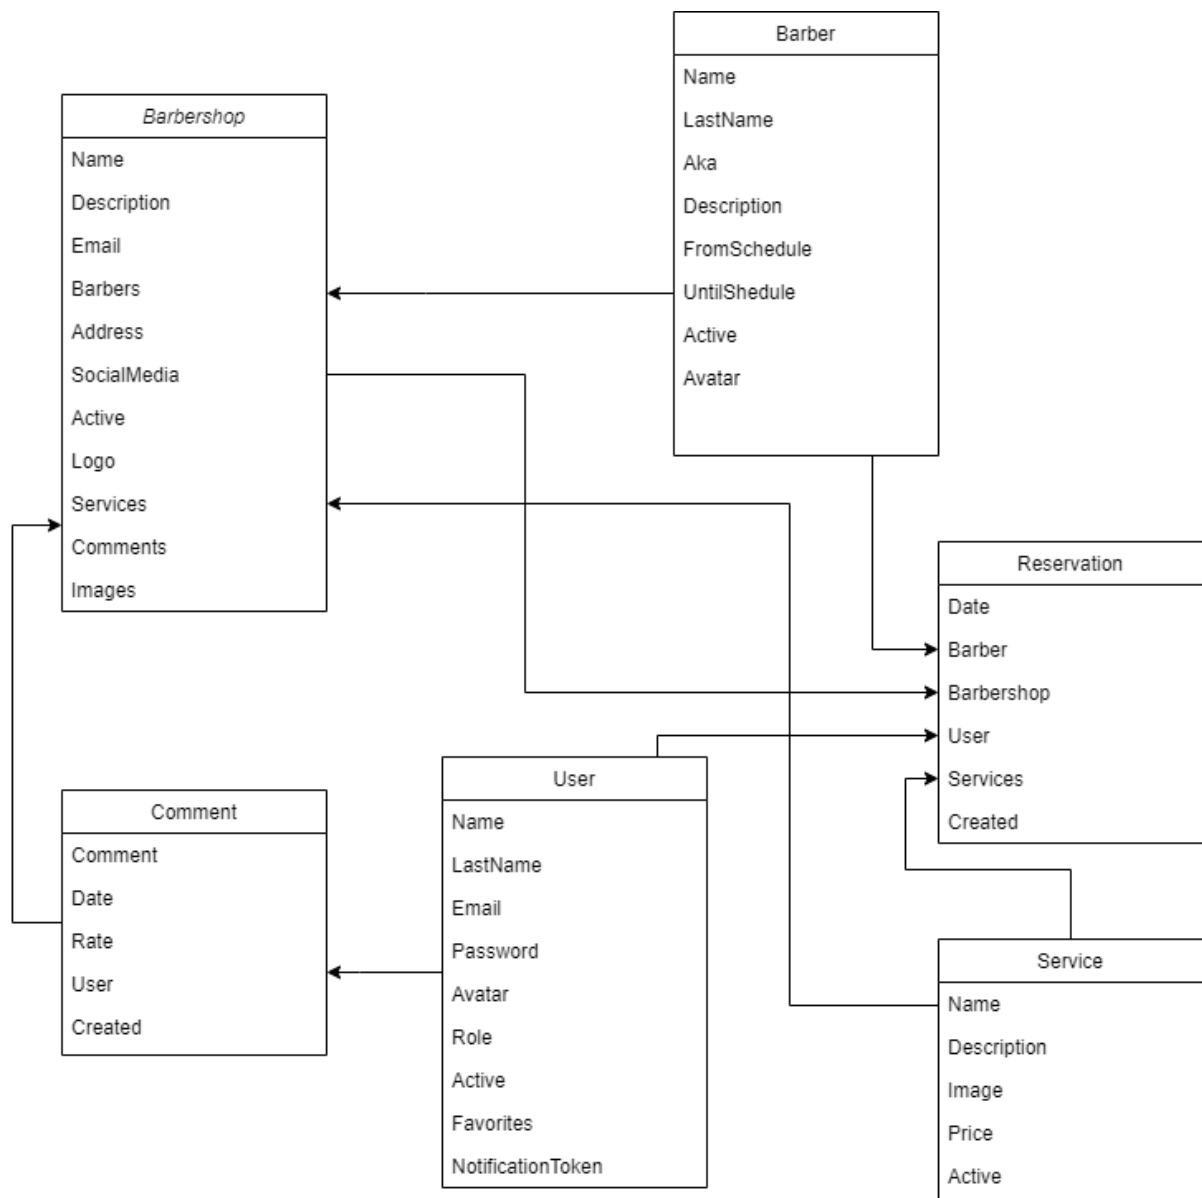 Barber
Name
LastName
Aka
Description
FromSchedule
UntilShedule
Active
Avatar
Barbershop
Name
Description
Email
Barbers
Address
SocialMedia
Active
Logo
Services
Comments
Images
Reservation
Date
Barber
Barbershop
User
Services
Created
User
Name
LastName
Email
Password
Avatar
Role
Active
Favorites
NotificationToken
Comment
Comment
Date
Rate
User
Created
Service
Name
Description
Image
Price
Active